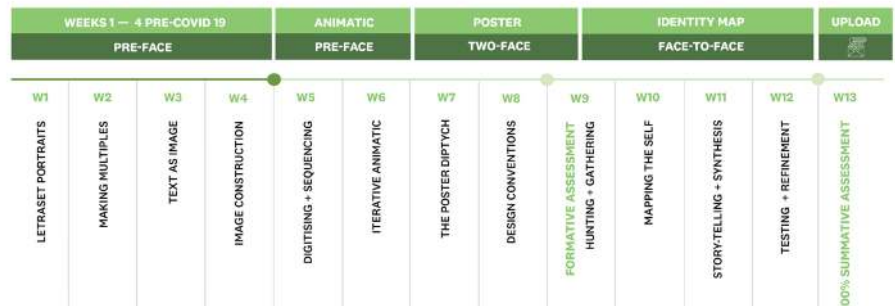 WEEKS 1 — 4 PRE-COVID 19
ANIMATIC
POSTER
IDENTITY MAP
UPLOAD
PRE-FACE
PRE-FACE
TWO-FACE
FACE-TO-FACE
W1
W2
W3
W4
W5
W6
W7
W8
W9
W10
W11
W12
W13
LETRASET PORTRAITS
MAKING MULTIPLES
TEXT AS IMAGE
IMAGE CONSTRUCTION
DIGITISING + SEQUENCING
ITERATIVE ANIMATIC
THE POSTER DIPTYCH
DESIGN CONVENTIONS
FORMATIVE ASSESSMENT
HUNTING + GATHERING
MAPPING THE SELF
STORY-TELLING + SYNTHESIS
TESTING + REFINEMENT
00% SUMMATIVE ASSESSMENT